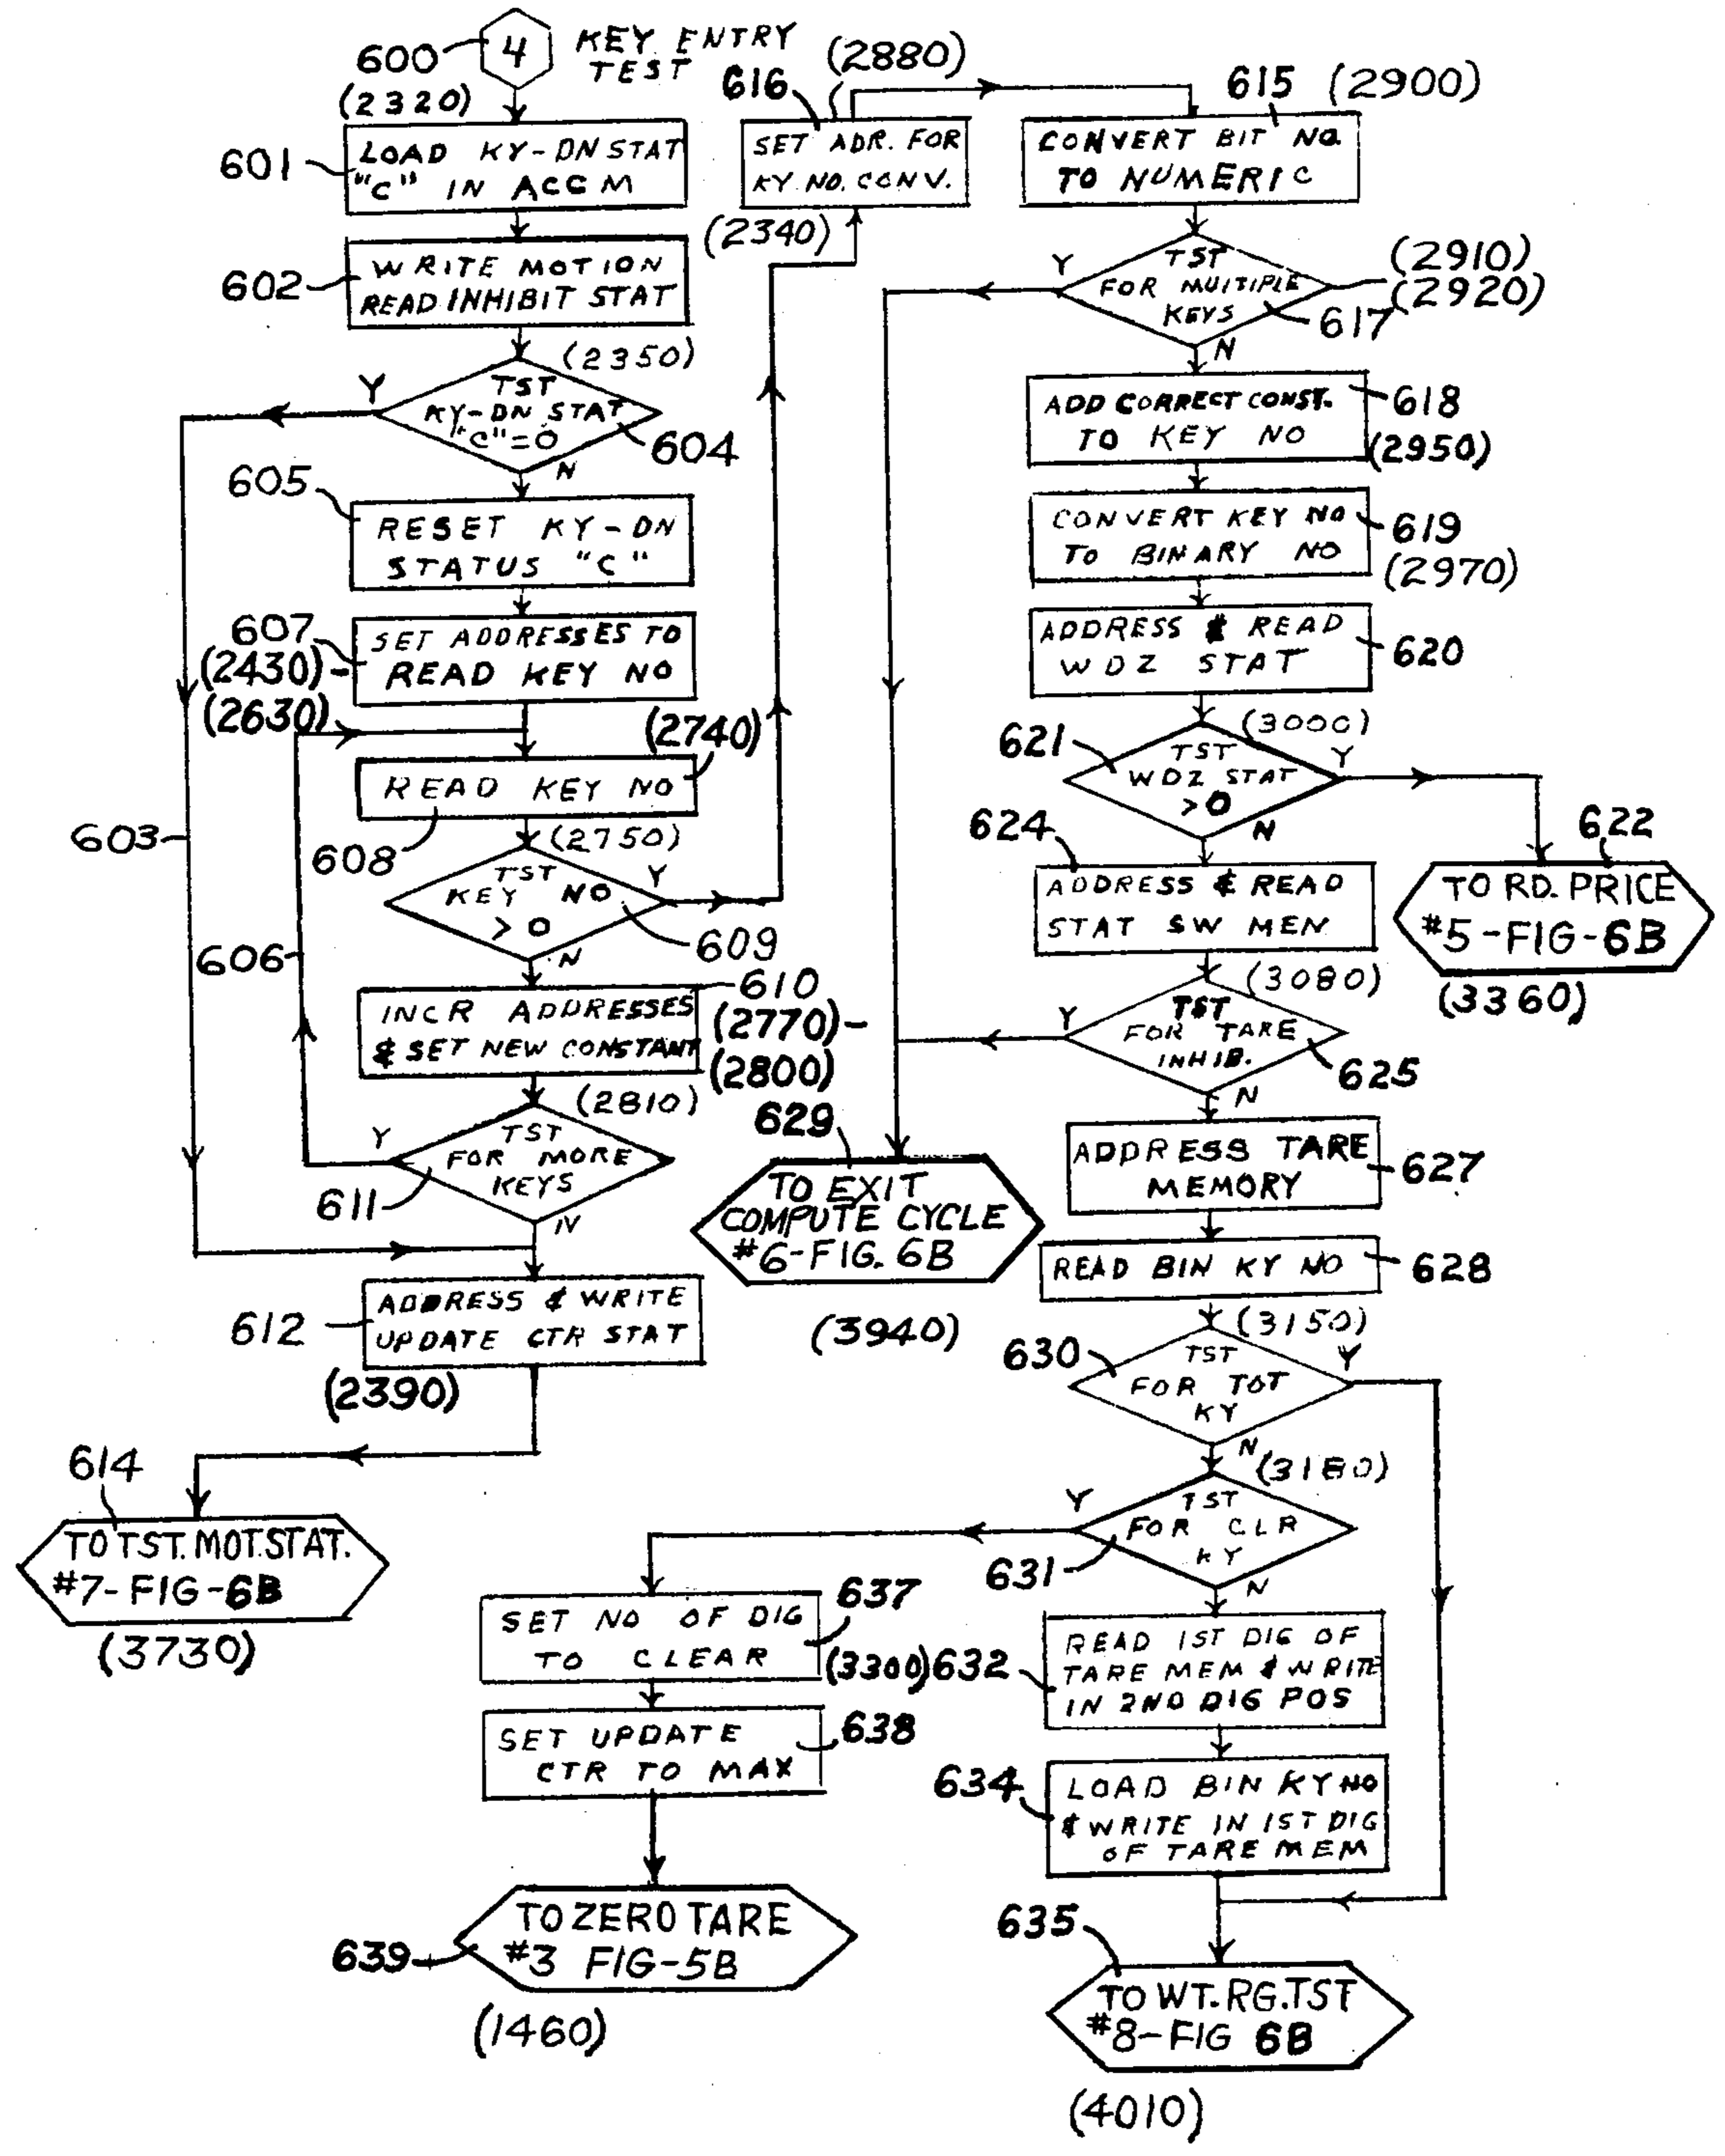 600
4
KEY ENTRY
TEST
(2320)
601
LOAD KY-DN STAT
"C" IN ACCM
602
WRITE MOTION
READ INHIBIT STAT
(2350)
Y
TST
KY-DN STAT
"C" = 0
604
N
605
RESET KY-DN
STATUS "C"
607
(2430)-
(2630)
SET ADDRESSES TO
READ KEY NO
(2740)
READ KEY NO
603
608
(2750)
TST
KEY NO.
> 0
Y
609
N
606
610
(2770)-
(2800)
INCR ADDRESSES
& SET NEW CONSTANT
(2810)
Y
TST
FOR MORE
KEYS
611
N
612
ADDRESS & WRITE
UPDATE CTR STAT
(2390)
614
TO TST. MOT. STAT.
#7-FIG-6B
(3730)
616
(2880)
SET ADR. FOR
KY NO. CONV.
(2340)
615 (2900)
CONVERT BIT NO.
TO NUMERIC
Y
TST
FOR MULTIPLE
KEYS
(2910)
(2920)
617
N
ADD CORRECT CONST.
TO KEY NO
618
(2950)
CONVERT KEY NO
TO BINARY NO
619
(2970)
ADDRESS & READ
WDZ STAT
620
621
(3000)
TST
WDZ STAT
> 0
Y
N
622
TO RD. PRICE
#5-FIG-6B
(3360)
624
ADDRESS & READ
STAT SW MEN
(3080)
Y
TST
FOR TARE
INHIB.
625
N
629
TO EXIT
COMPUTE CYCLE
#6-FIG. 6B
(3940)
ADDRESS TARE
MEMORY
627
READ BIN KY NO
628
630
(3150)
TST
FOR TOT
KY
Y
N
(3180)
Y
TST
FOR CLR
KY
631
N
637
SET NO OF DIG
TO CLEAR
(3300)
SET UPDATE
CTR TO MAX
638
639
TO ZERO TARE
#3 FIG-5B
(1460)
632
READ 1ST DIG OF
TARE MEM & WRITE
IN 2ND DIG POS
634
LOAD BIN KY NO
& WRITE IN 1ST DIG
OF TARE MEM
635
TO WT. RG. TST
#8-FIG 6B
(4010)